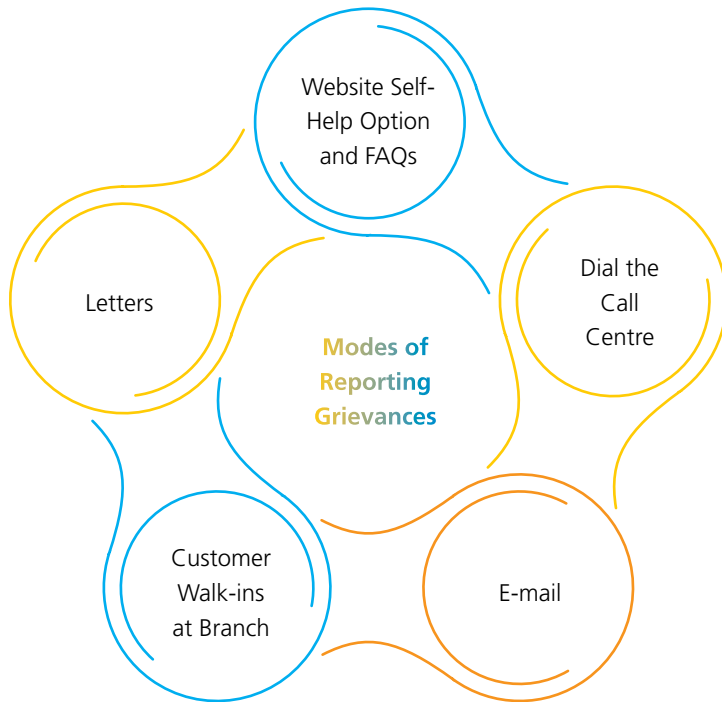 Website Self-
Help Option
and FAQs
Letters
Dial the
Call
Centre
Modes of
Reporting
Grievances
Customer
Walk-ins
at Branch
E-mail